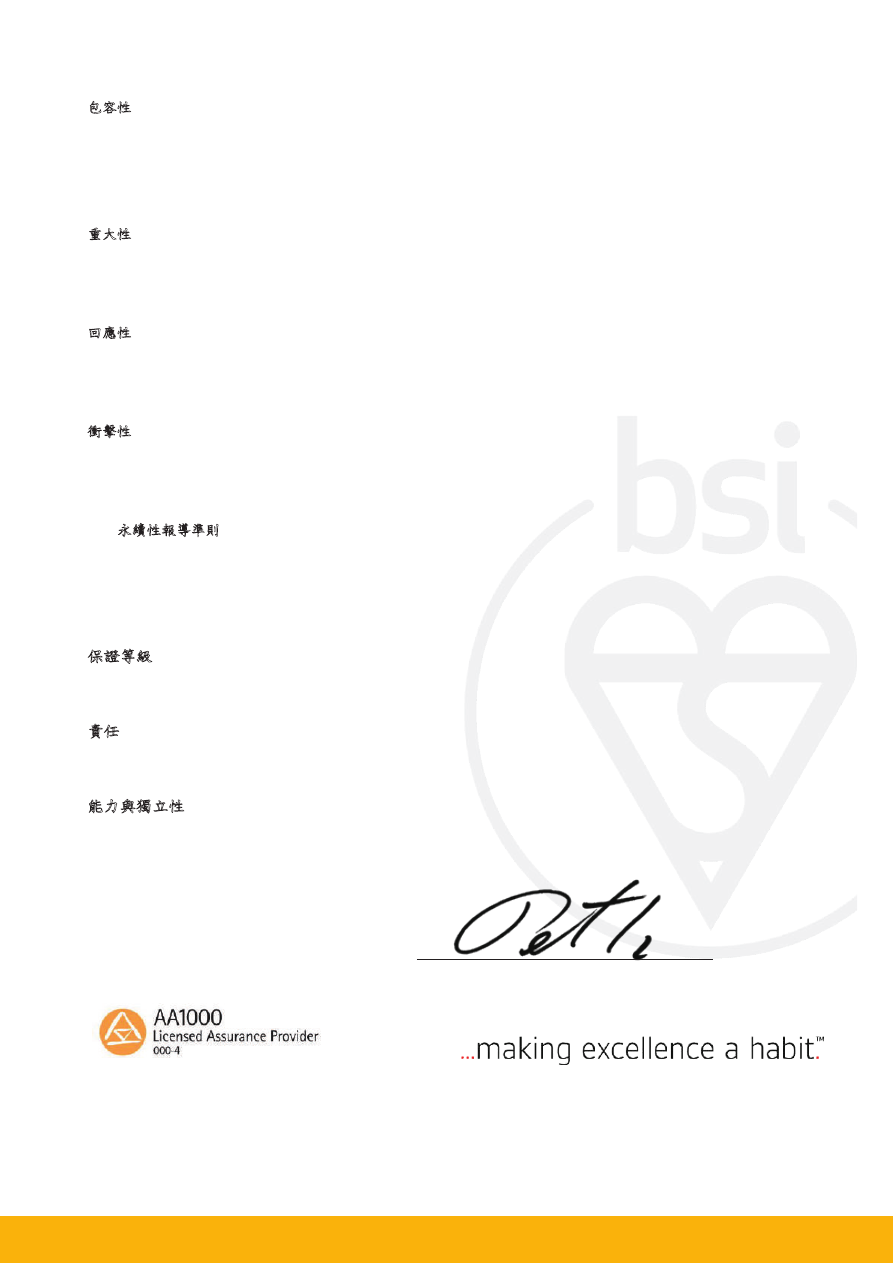 包容性
重大性
回應性
衝擊性
永續性報導準則
保證等級
責任
能力與獨立性
bsi
AA1000
Licensed Assurance Provider
000-4
...making excellence a habit.™